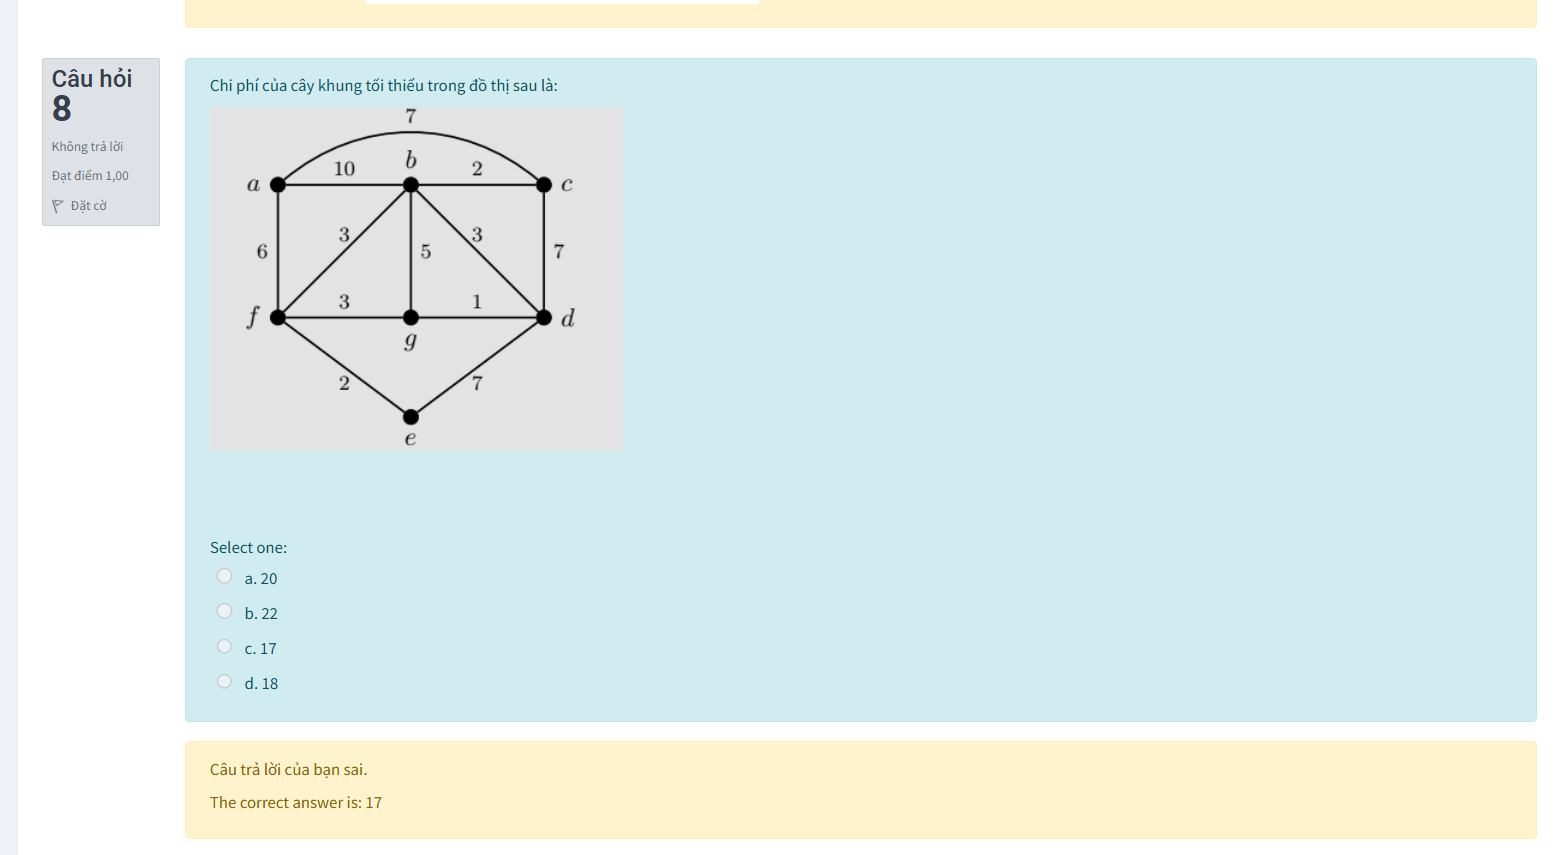 Câu hỏi
8
Không trả lời
Đạt điểm 1,00
Đặt cờ
Chi phí của cây khung tối thiểu trong đồ thị sau là:
7
10
b
2
a
c
3
3
6
5
7
3
1
f
d
g
2
7
e
Select one:
a. 20
b. 22
c. 17
d. 18
Câu trả lời của bạn sai.
The correct answer is: 17